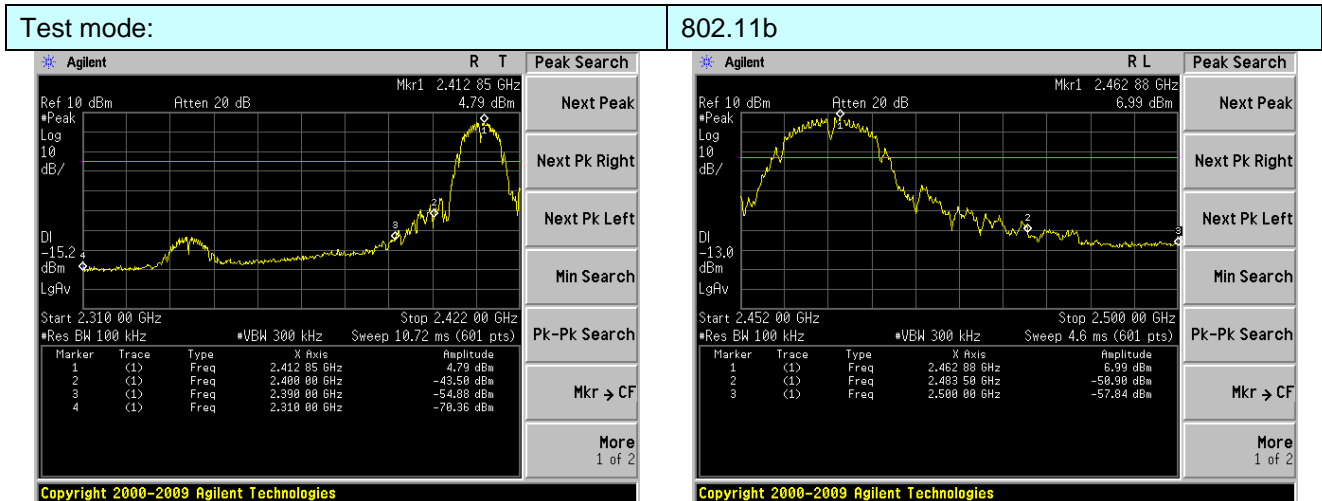 Test mode: 802.11b
Agilent R T Peak Search
Mkr1 2.412 85 GHz
Ref 10 dBm Atten 20 dB 4.79 dBm
#Peak
Log
10
dB/
DI
-15.2
dBm
LgAv
1
2
3
4
Start 2.310 00 GHz Stop 2.422 00 GHz
#Res BW 100 kHz #VBW 300 kHz Sweep 10.72 ms (601 pts)
Marker Trace Type X Axis Amplitude
1 (1) Freq 2.412 85 GHz 4.79 dBm
2 (1) Freq 2.400 00 GHz -43.50 dBm
3 (1) Freq 2.390 00 GHz -54.88 dBm
4 (1) Freq 2.310 00 GHz -70.36 dBm
Next Peak
Next Pk Right
Next Pk Left
Min Search
Pk-Pk Search
Mkr → CF
More
1 of 2
Copyright 2000-2009 Agilent Technologies
Agilent R L Peak Search
Mkr1 2.462 88 GHz
Ref 10 dBm Atten 20 dB 6.99 dBm
#Peak
Log
10
dB/
DI
-13.0
dBm
LgAv
1
2
3
Start 2.452 00 GHz Stop 2.500 00 GHz
#Res BW 100 kHz #VBW 300 kHz Sweep 4.6 ms (601 pts)
Marker Trace Type X Axis Amplitude
1 (1) Freq 2.462 88 GHz 6.99 dBm
2 (1) Freq 2.483 50 GHz -50.90 dBm
3 (1) Freq 2.500 00 GHz -57.84 dBm
Next Peak
Next Pk Right
Next Pk Left
Min Search
Pk-Pk Search
Mkr → CF
More
1 of 2
Copyright 2000-2009 Agilent Technologies